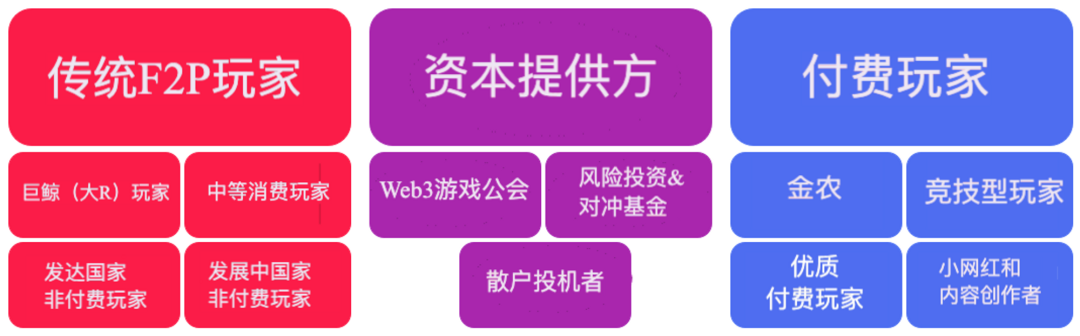 传统F2P玩家
资本提供方
付费玩家
巨鲸（大R）玩家
中等消费玩家
Web3游戏公会
风险投资&
对冲基金
金农
竞技型玩家
发达国家
非付费玩家
发展中国家
非付费玩家
散户投机者
优质
付费玩家
小网红和
内容创作者